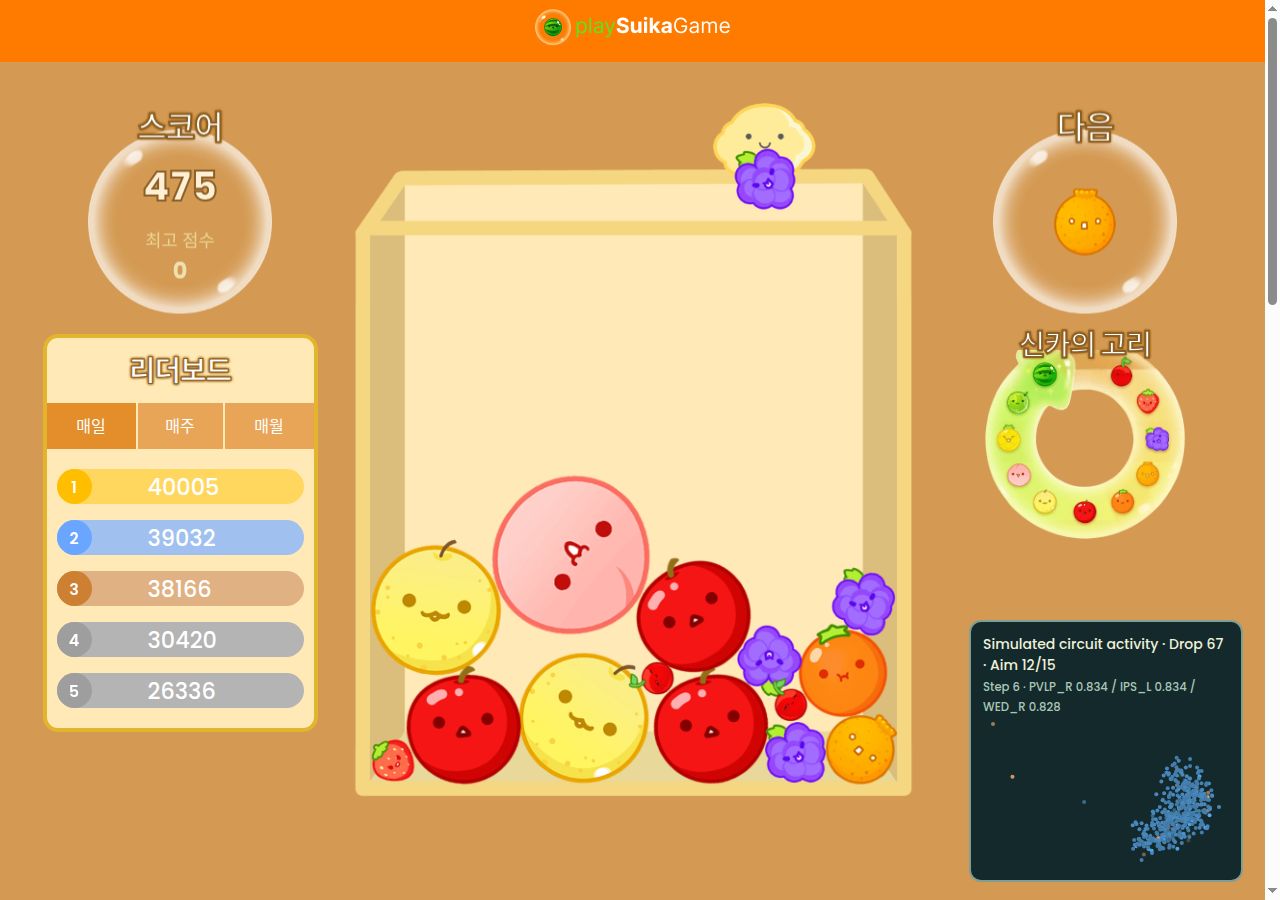 playSuikaGame
스코어
475
최고 점수
0
다음
신카의 고리
리더보드
매일 매주 매월
1 40005
2 39032
3 38166
4 30420
5 26336
Simulated circuit activity · Drop 67
· Aim 12/15
Step 6 · PVLP_R 0.834 / IPS_L 0.834 /
WED_R 0.828